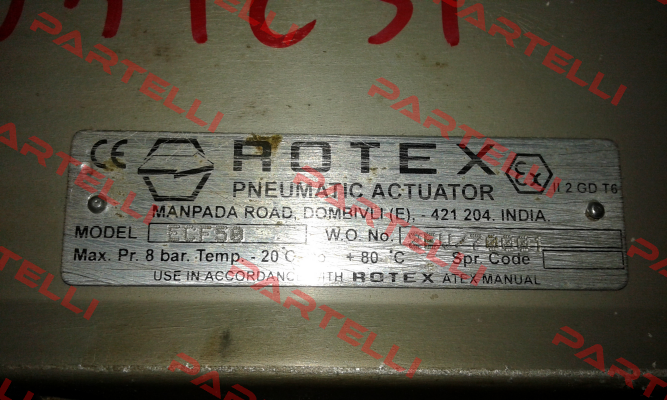 PARTELLI
CE ROTEX Ex II 2 GD T6
PNEUMATIC ACTUATOR
MANPADA ROAD, DOMBIVLI (E), - 421 204. INDIA.
MODEL ECF50 W.O. No.
Max. Pr. 8 bar. Temp. - 20°C to + 80 °C Spr. Code
USE IN ACCORDANCE WITH ROTEX ATEX MANUAL